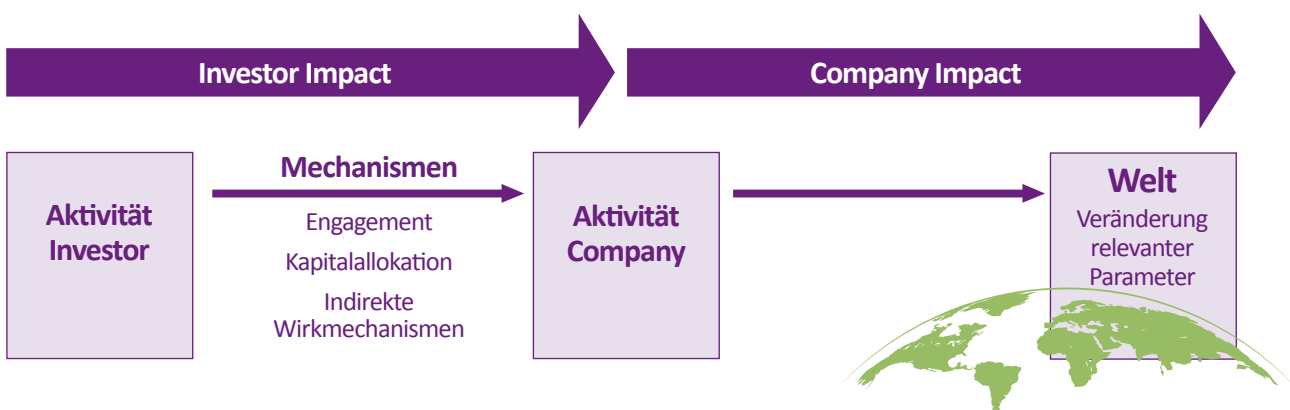 Investor Impact
Company Impact
Aktivität
Investor
Mechanismen
Engagement
Kapitalallokation
Indirekte
Wirkmechanismen
Aktivität
Company
Welt
Veränderung
relevanter
Parameter